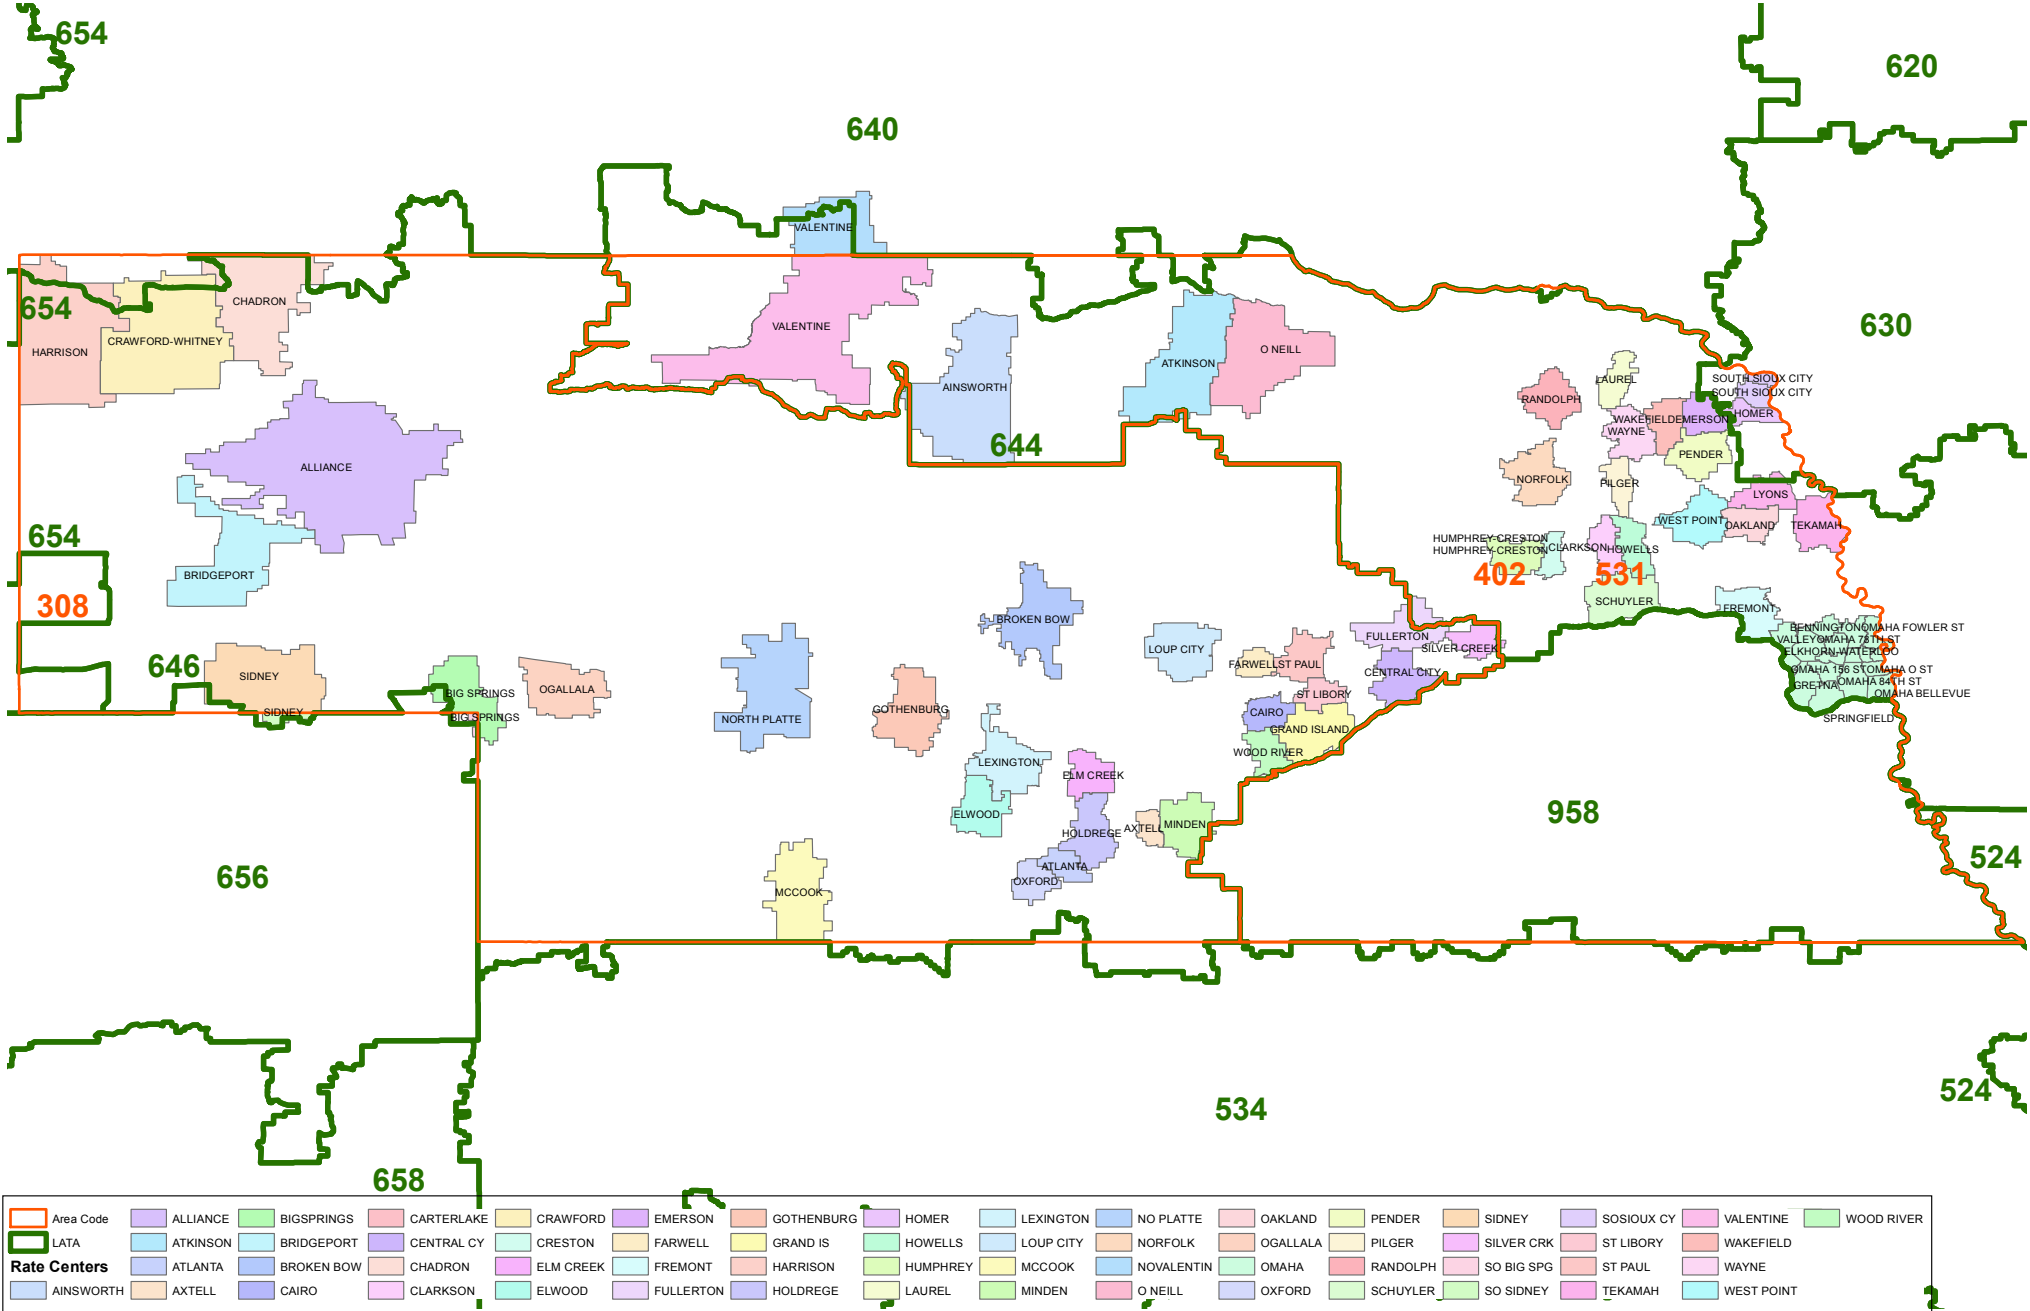 654
620
640
VALENTINE
654
CHADRON
CRAWFORD-WHITNEY
HARRISON
VALENTINE
630
O NEILL
ATKINSON
AINSWORTH
LAUREL
SOUTH SIOUX CITY
SOUTH SIOUX CITY
RANDOLPH
HOMER
WAKEFIELD
EMERSON
WAYNE
644
PENDER
ALLIANCE
NORFOLK
PILGER
LYONS
WEST POINT
OAKLAND
TEKAMAH
654
HUMPHREY-CRESTON
HUMPHREY-CRESTON
CLARKSON
HOWELLS
BRIDGEPORT
402
531
308
SCHUYLER
FREMONT
BROKEN BOW
BENNINGTON
OMAHA FOWLER ST
FULLERTON
VALLEY
OMAHA 78TH ST
SILVER CREEK
LOUP CITY
ELKHORN-WATERLOO
646
FARWELL
ST PAUL
CENTRAL CITY
OMAHA 156 ST
OMAHA O ST
SIDNEY
GRETNA
OMAHA 84TH ST
OGALLALA
BIG SPRINGS
ST LIBORY
OMAHA BELLEVUE
SIDNEY
BIG SPRINGS
NORTH PLATTE
GOTHENBURG
CAIRO
SPRINGFIELD
GRAND ISLAND
WOOD RIVER
LEXINGTON
ELM CREEK
ELWOOD
958
HOLDREGE
AXTELL
MINDEN
524
ATLANTA
656
OXFORD
MCCOOK
524
534
658
Area Code
ALLIANCE
BIGSPRINGS
CARTERLAKE
CRAWFORD
EMERSON
GOTHENBURG
HOMER
LEXINGTON
NO PLATTE
OAKLAND
PENDER
SIDNEY
SOSIOUX CY
VALENTINE
WOOD RIVER
LATA
ATKINSON
BRIDGEPORT
CENTRAL CY
CRESTON
FARWELL
GRAND IS
HOWELLS
LOUP CITY
NORFOLK
OGALLALA
PILGER
SILVER CRK
ST LIBORY
WAKEFIELD
Rate Centers
ATLANTA
BROKEN BOW
CHADRON
ELM CREEK
FREMONT
HARRISON
HUMPHREY
MCCOOK
NOVALENTIN
OMAHA
RANDOLPH
SO BIG SPG
ST PAUL
WAYNE
AINSWORTH
AXTELL
CAIRO
CLARKSON
ELWOOD
FULLERTON
HOLDREGE
LAUREL
MINDEN
O NEILL
OXFORD
SCHUYLER
SO SIDNEY
TEKAMAH
WEST POINT